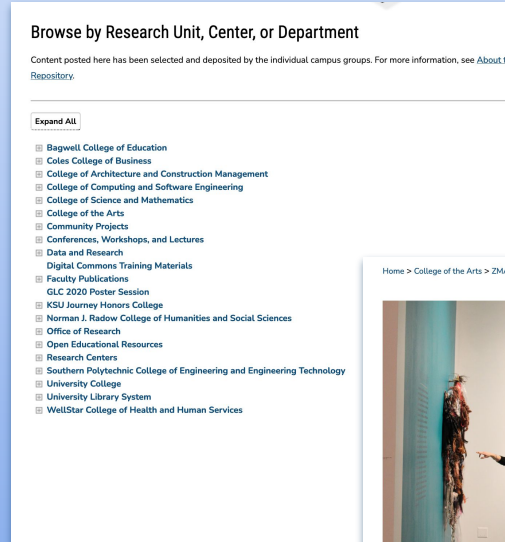 Browse by Research Unit, Center, or Department
Content posted here has been selected and deposited by the individual campus groups. For more information, see About
Repository.
Expand All
Bagwell College of Education
Coles College of Business
College of Architecture and Construction Management
College of Computing and Software Engineering
College of Science and Mathematics
College of the Arts
Community Projects
Conferences, Workshops, and Lectures
Data and Research
Digital Commons Training Materials
Faculty Publications
GLC 2020 Poster Session
KSU Journey Honors College
Norman J. Radow College of Humanities and Social Sciences
Office of Research
Open Educational Resources
Research Centers
Southern Polytechnic College of Engineering and Engineering Technology
University College
University Library System
WellStar College of Health and Human Services
Home > College of the Arts > ZMA